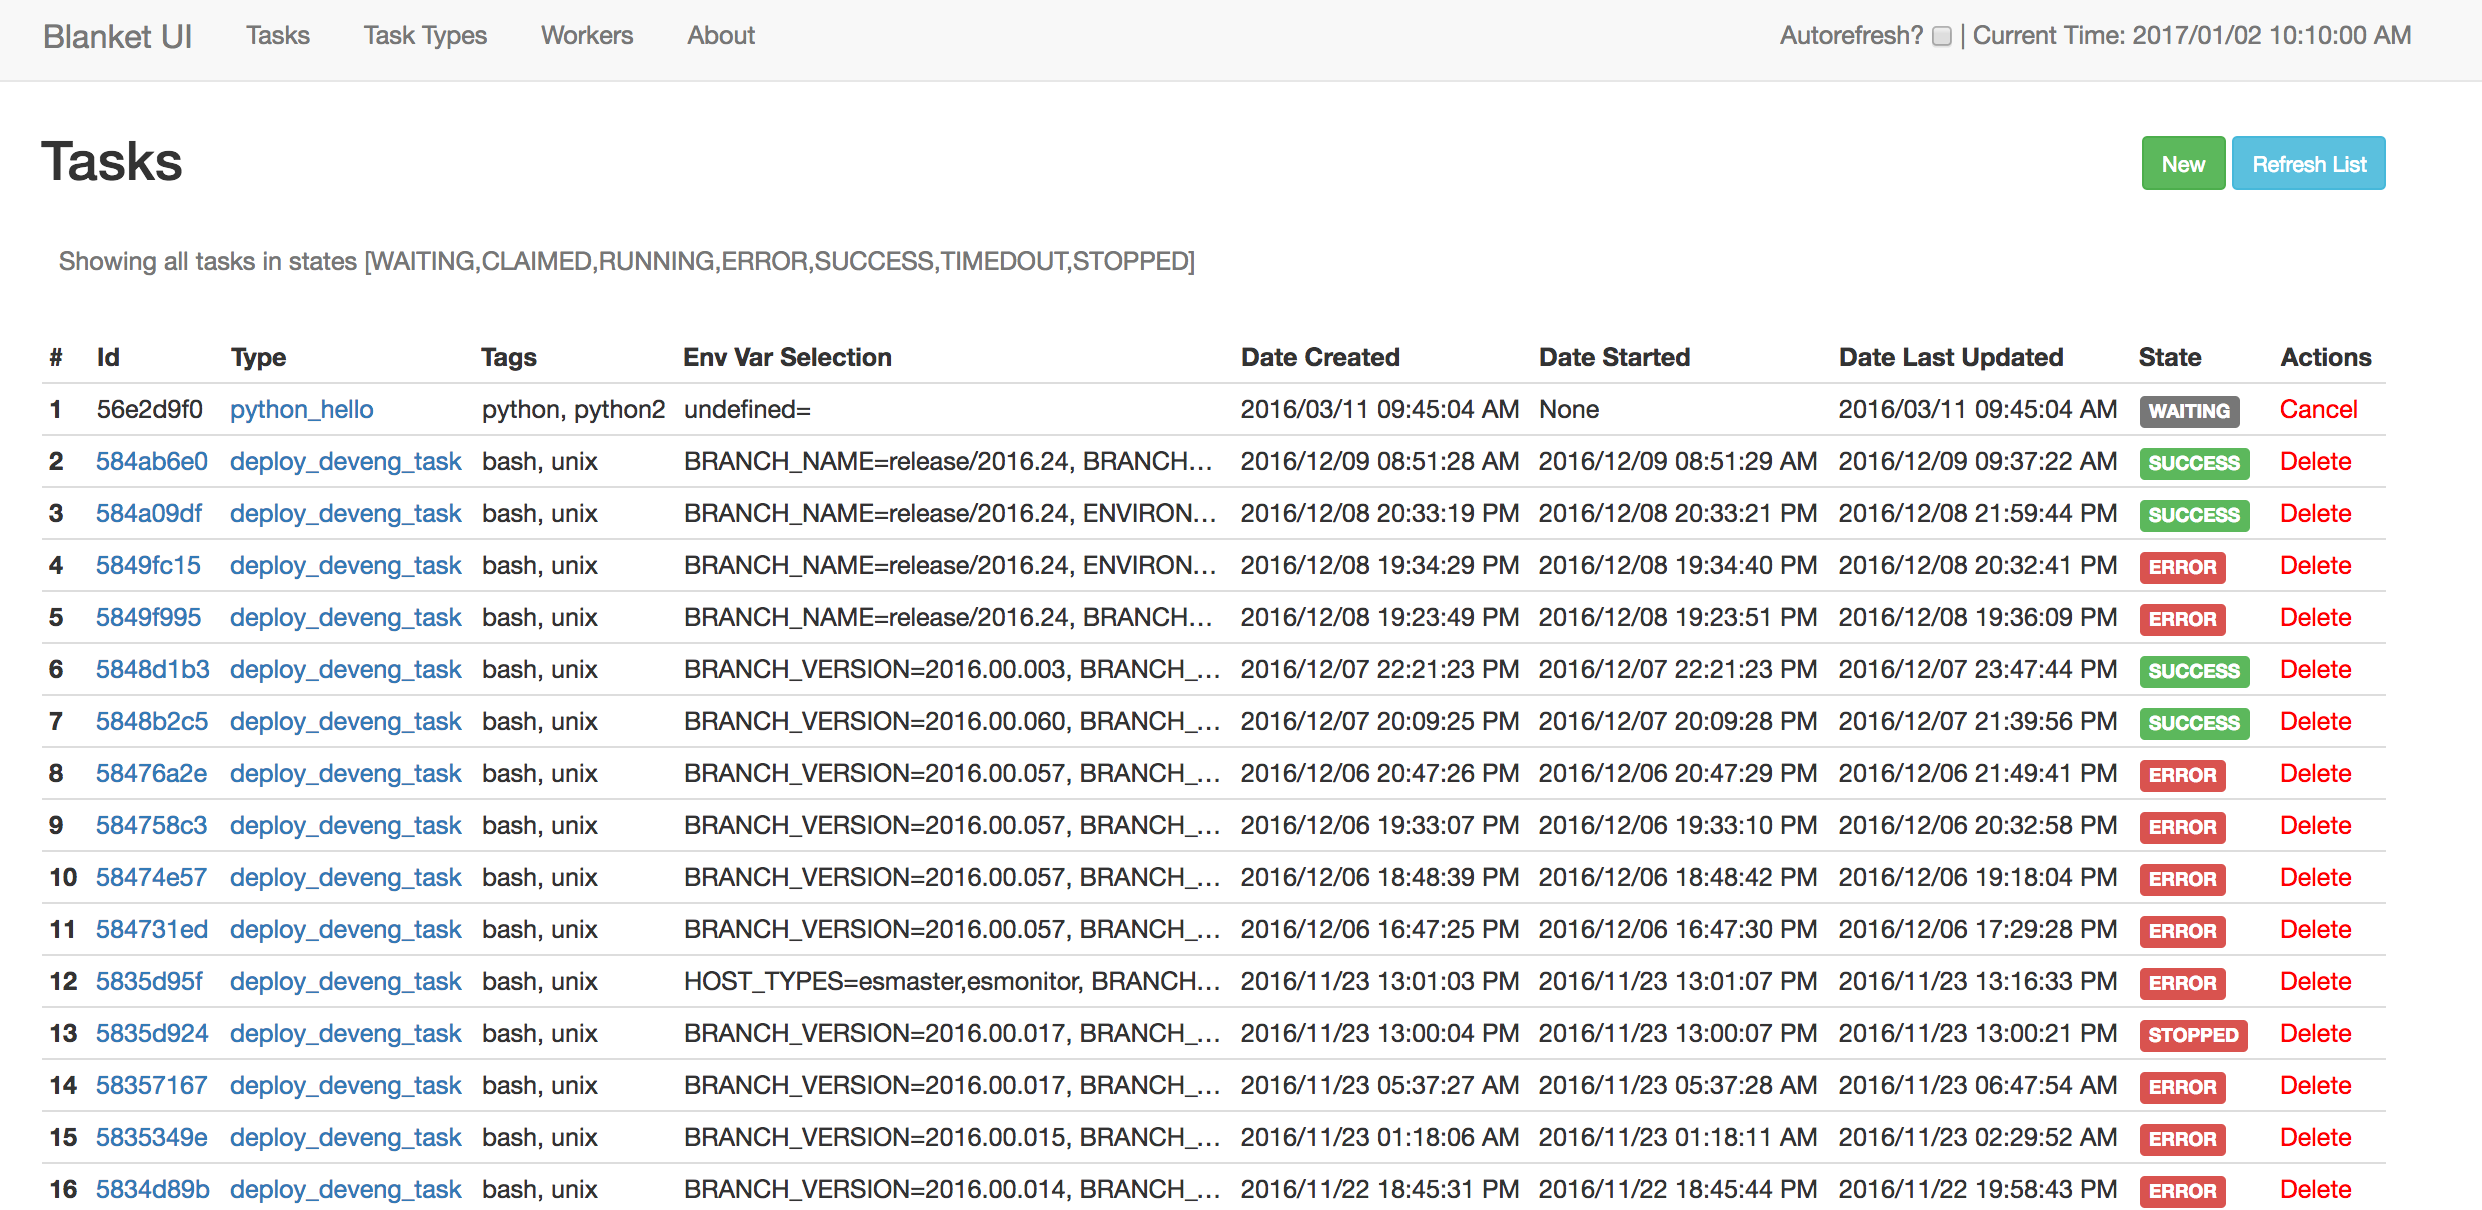 Blanket UI Tasks Task Types Workers About Autorefresh? | Current Time: 2017/01/02 10:10:00 AM
Tasks New Refresh List
Showing all tasks in states [WAITING,CLAIMED,RUNNING,ERROR,SUCCESS,TIMEDOUT,STOPPED]
# Id Type Tags Env Var Selection Date Created Date Started Date Last Updated State Actions
1 56e2d9f0 python_hello python, python2 undefined= 2016/03/11 09:45:04 AM None 2016/03/11 09:45:04 AM WAITING Cancel
2 584ab6e0 deploy_deveng_task bash, unix BRANCH_NAME=release/2016.24, BRANCH... 2016/12/09 08:51:28 AM 2016/12/09 08:51:29 AM 2016/12/09 09:37:22 AM SUCCESS Delete
3 584a09df deploy_deveng_task bash, unix BRANCH_NAME=release/2016.24, ENVIRON... 2016/12/08 20:33:19 PM 2016/12/08 20:33:21 PM 2016/12/08 21:59:44 PM SUCCESS Delete
4 5849fc15 deploy_deveng_task bash, unix BRANCH_NAME=release/2016.24, ENVIRON... 2016/12/08 19:34:29 PM 2016/12/08 19:34:40 PM 2016/12/08 20:32:41 PM ERROR Delete
5 5849f995 deploy_deveng_task bash, unix BRANCH_NAME=release/2016.24, BRANCH... 2016/12/08 19:23:49 PM 2016/12/08 19:23:51 PM 2016/12/08 19:36:09 PM ERROR Delete
6 5848d1b3 deploy_deveng_task bash, unix BRANCH_VERSION=2016.00.003, BRANCH_... 2016/12/07 22:21:23 PM 2016/12/07 22:21:23 PM 2016/12/07 23:47:44 PM SUCCESS Delete
7 5848b2c5 deploy_deveng_task bash, unix BRANCH_VERSION=2016.00.060, BRANCH_... 2016/12/07 20:09:25 PM 2016/12/07 20:09:28 PM 2016/12/07 21:39:56 PM SUCCESS Delete
8 58476a2e deploy_deveng_task bash, unix BRANCH_VERSION=2016.00.057, BRANCH_... 2016/12/06 20:47:26 PM 2016/12/06 20:47:29 PM 2016/12/06 21:49:41 PM ERROR Delete
9 584758c3 deploy_deveng_task bash, unix BRANCH_VERSION=2016.00.057, BRANCH_... 2016/12/06 19:33:07 PM 2016/12/06 19:33:10 PM 2016/12/06 20:32:58 PM ERROR Delete
10 58474e57 deploy_deveng_task bash, unix BRANCH_VERSION=2016.00.057, BRANCH_... 2016/12/06 18:48:39 PM 2016/12/06 18:48:42 PM 2016/12/06 19:18:04 PM ERROR Delete
11 584731ed deploy_deveng_task bash, unix BRANCH_VERSION=2016.00.057, BRANCH_... 2016/12/06 16:47:25 PM 2016/12/06 16:47:30 PM 2016/12/06 17:29:28 PM ERROR Delete
12 5835d95f deploy_deveng_task bash, unix HOST_TYPES=esmaster,esmonitor, BRANCH... 2016/11/23 13:01:03 PM 2016/11/23 13:01:07 PM 2016/11/23 13:16:33 PM ERROR Delete
13 5835d924 deploy_deveng_task bash, unix BRANCH_VERSION=2016.00.017, BRANCH_... 2016/11/23 13:00:04 PM 2016/11/23 13:00:07 PM 2016/11/23 13:00:21 PM STOPPED Delete
14 58357167 deploy_deveng_task bash, unix BRANCH_VERSION=2016.00.017, BRANCH_... 2016/11/23 05:37:27 AM 2016/11/23 05:37:28 AM 2016/11/23 06:47:54 AM ERROR Delete
15 5835349e deploy_deveng_task bash, unix BRANCH_VERSION=2016.00.015, BRANCH_... 2016/11/23 01:18:06 AM 2016/11/23 01:18:11 AM 2016/11/23 02:29:52 AM ERROR Delete
16 5834d89b deploy_deveng_task bash, unix BRANCH_VERSION=2016.00.014, BRANCH_... 2016/11/22 18:45:31 PM 2016/11/22 18:45:44 PM 2016/11/22 19:58:43 PM ERROR Delete